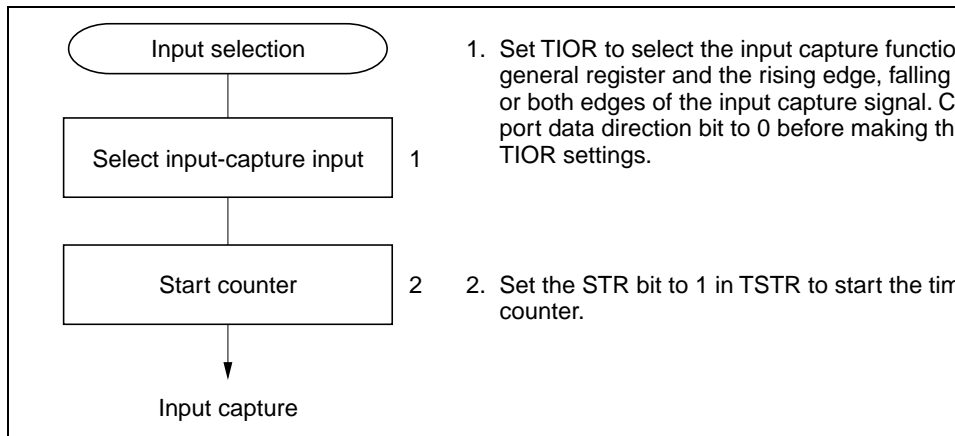 Input selection
1. Set TIOR to select the input capture
general register and the rising edge, falling
or both edges of the input capture signal.
port data direction bit to 0 before making
TIOR settings.
Select input-capture input 1
Start counter 2
2. Set the STR bit to 1 in TSTR to start the
counter.
Input capture